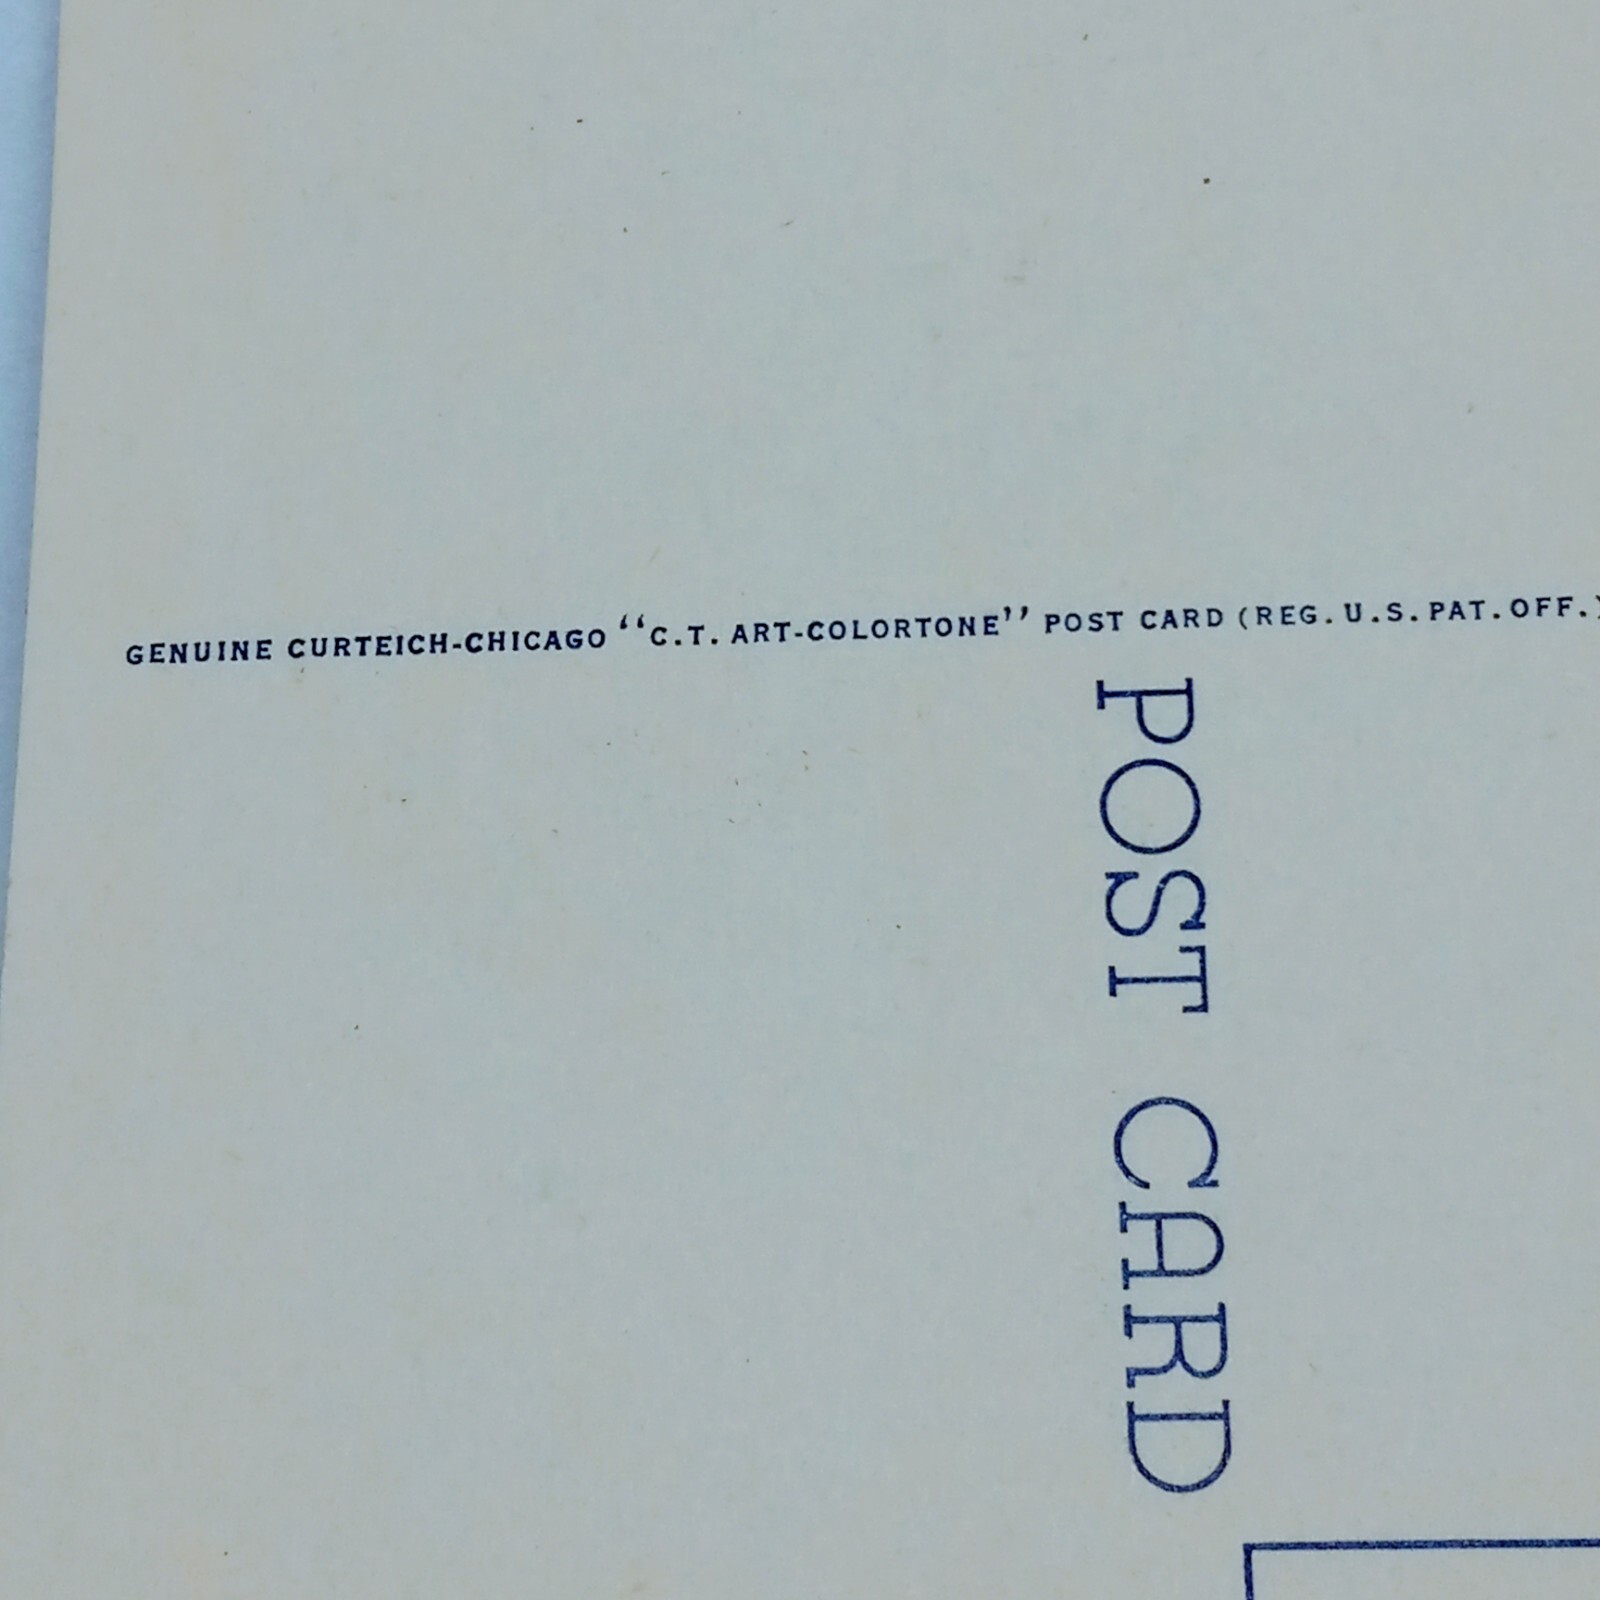 GENUINE CURTEICH-CHICAGO “C.T. ART-COLORTONE” POST CARD (REG. U.S. PAT. OFF.)
POST CARD